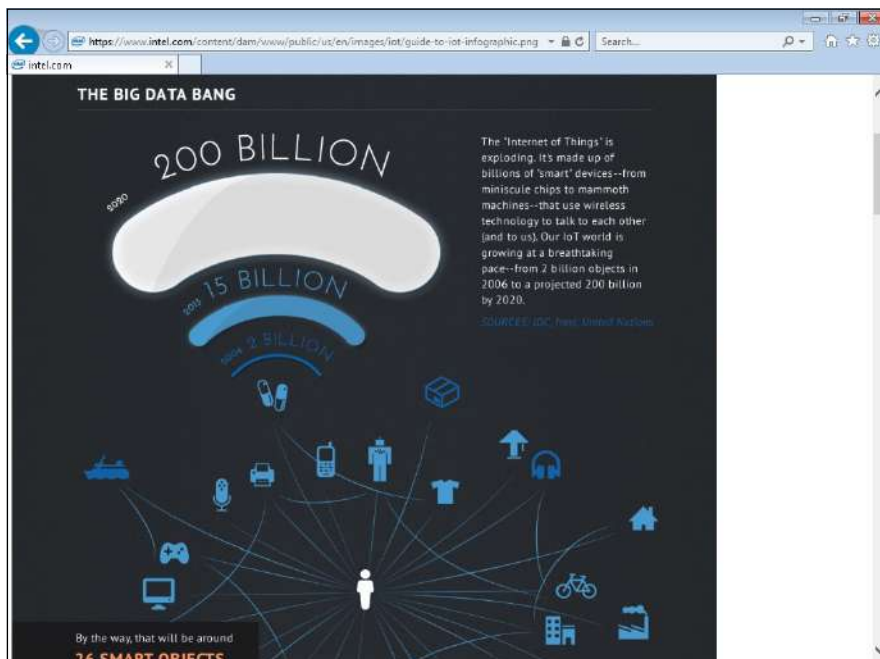 https://www.intel.com/content/dam/www/public/us/en/images/iot/guide-to-iot-infographic.png
Search...
intel.com
THE BIG DATA BANG
200 BILLION
2020
The "Internet of Things" is
exploding. It's made up of
billions of "smart" devices--from
miniscule chips to mammoth
machines--that use wireless
technology to talk to each other
(and to us). Our IoT world is
growing at a breathtaking
pace--from 2 billion objects in
2006 to a projected 200 billion
by 2020.
SOURCES: IDC, Intel, United Nations
15 BILLION
2015
2006 2 BILLION
By the way, that will be around
26 SMART OBJECTS